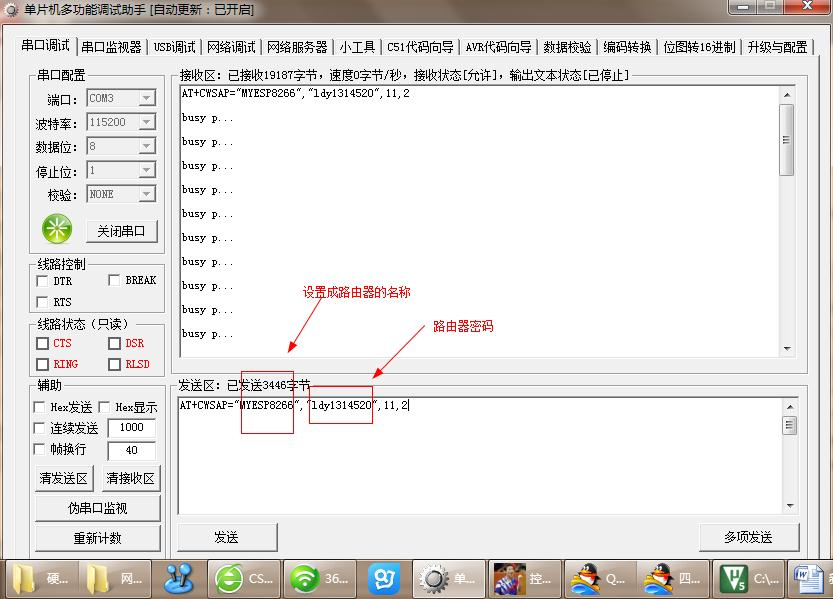 单片机多功能调试助手 [自动更新：已开启]
串口调试 串口监视器 USB调试 网络调试 网络服务器 小工具 C51代码向导 AVR代码向导 数据校验 编码转换 位图转16进制 升级与配置
串口配置
端口： COM3
波特率： 115200
数据位： 8
停止位： 1
校验： NONE
关闭串口
线路控制
DTR BREAK
RTS
线路状态（只读）
CTS DSR
RING RLSD
辅助
Hex发送 Hex显示
连续发送 1000
帧换行 40
清发送区 清接收区
伪串口监视
重新计数
接收区：已接收19187字节，速度0字节/秒，接收状态[允许]，输出文本状态[已停止]
AT+CWSAP="MYESP8266","ldy1314520",11,2
busy p...
busy p...
busy p...
busy p...
busy p...
busy p...
busy p...
busy p...
busy p...
busy p...
设置成路由器的名称
路由器密码
发送区：已发送3446字节
AT+CWSAP="MYESP8266","ldy1314520",11,2
发送 多项发送
硬... 网... CS... 36... 单... 控... Q... 四... C:\...